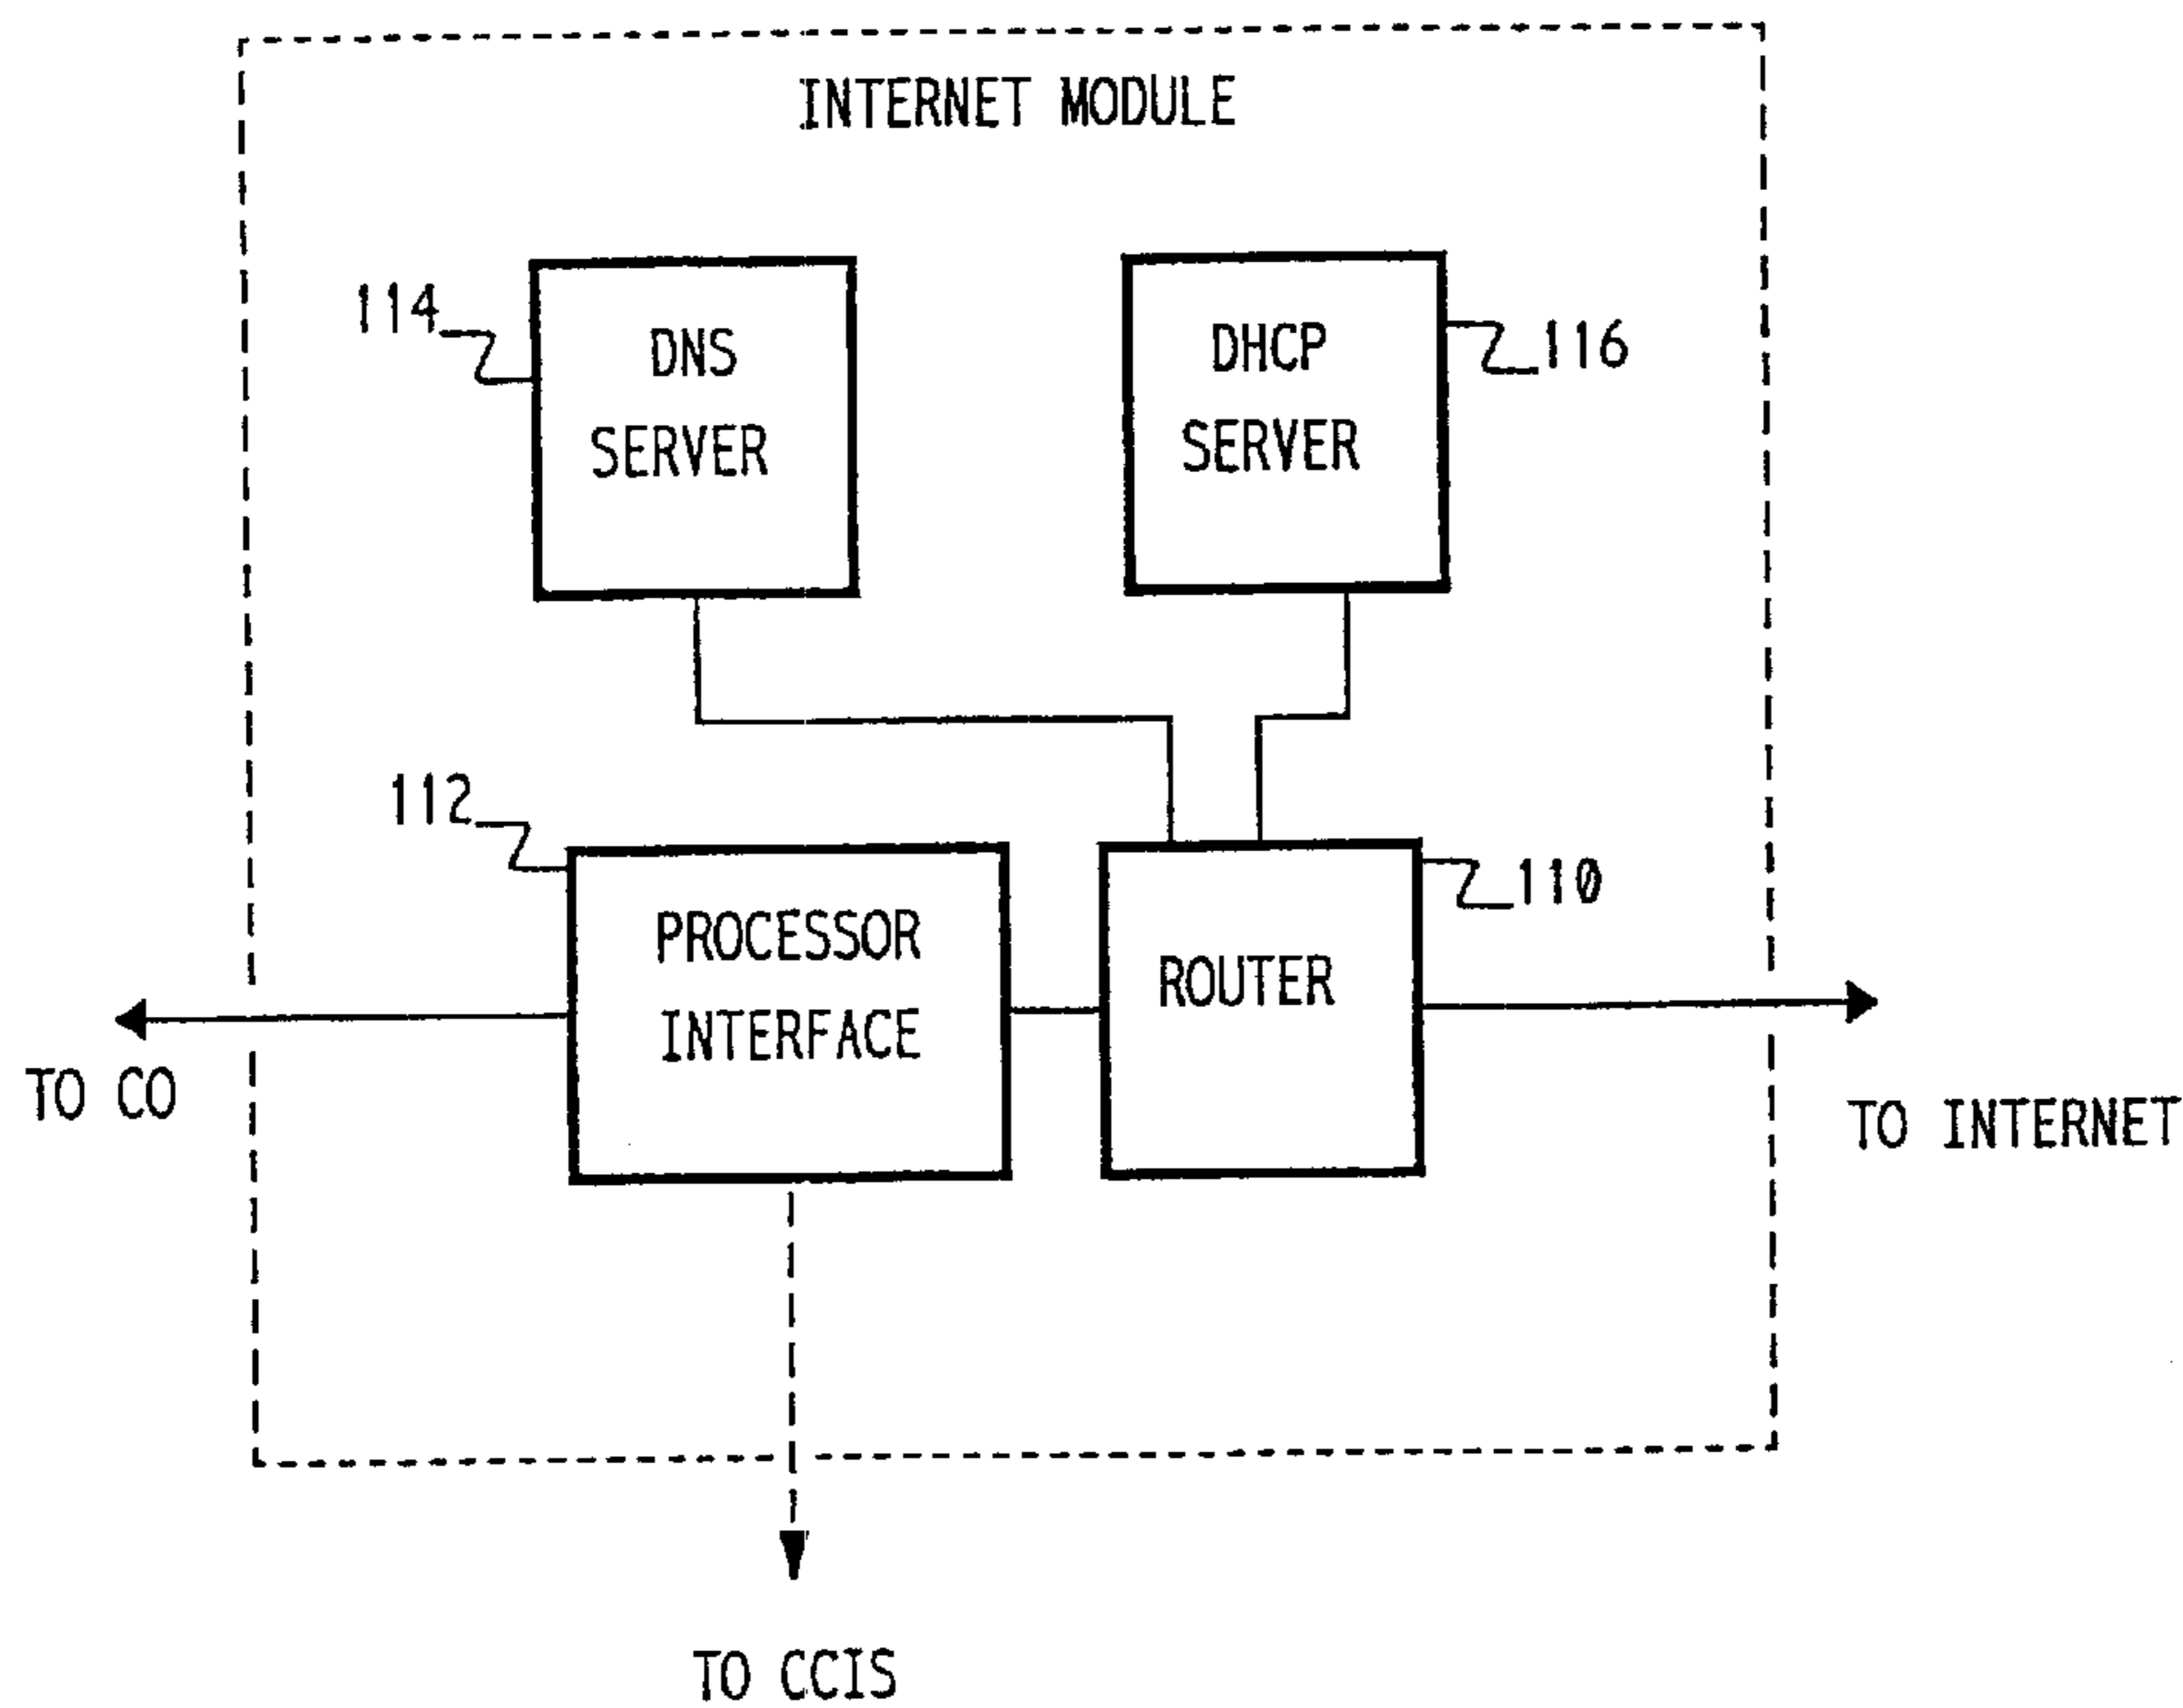 INTERNET MODULE
114
DNS
SERVER
DHCP
SERVER
116
112
PROCESSOR
INTERFACE
ROUTER
110
TO CO
TO INTERNET
TO CCIS